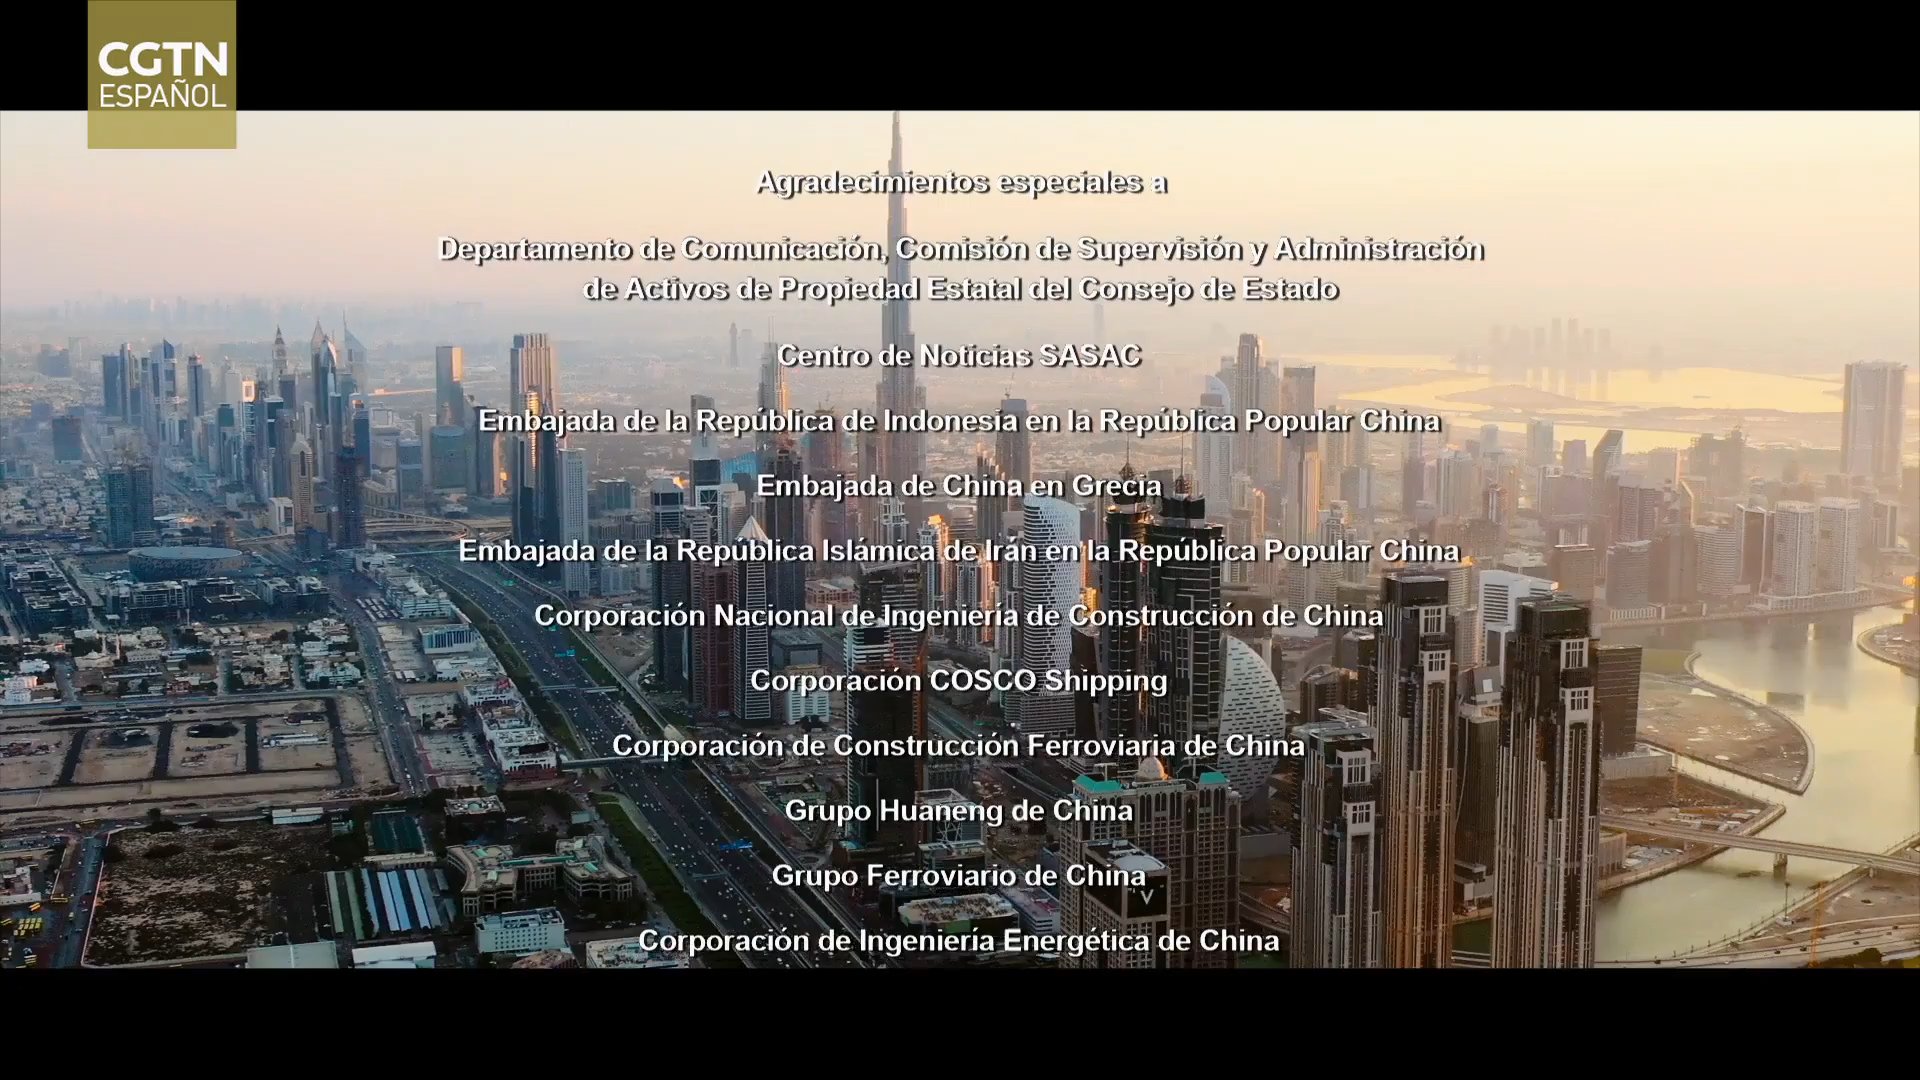 CGTN
ESPAÑOL
Agradecimientos especiales a
Departamento de Comunicación, Comisión de Supervisión y Administración
de Activos de Propiedad Estatal del Consejo de Estado
Centro de Noticias SASAC
Embajada de la República de Indonesia en la República Popular China
Embajada de China en Grecia
Embajada de la República Islámica de Irán en la República Popular China
Corporación Nacional de Ingeniería de Construcción de China
Corporación COSCO Shipping
Corporación de Construcción Ferroviaria de China
Grupo Huaneng de China
Grupo Ferroviario de China
Corporación de Ingeniería Energética de China